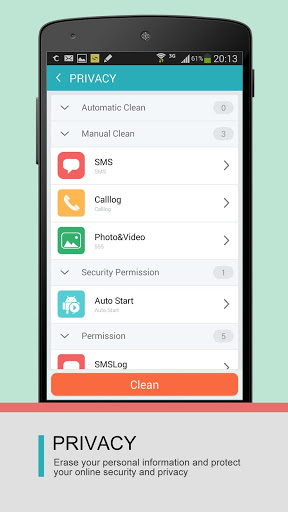 3G 61% 20:13
PRIVACY
Automatic Clean 0
Manual Clean 3
SMS
SMS
Calllog
Calllog
Photo&Video
SSS
Security Permission 1
Auto Start
Auto Start
Permission 5
SMSLog
Clean
PRIVACY
Erase your personal information and protect
your online security and privacy